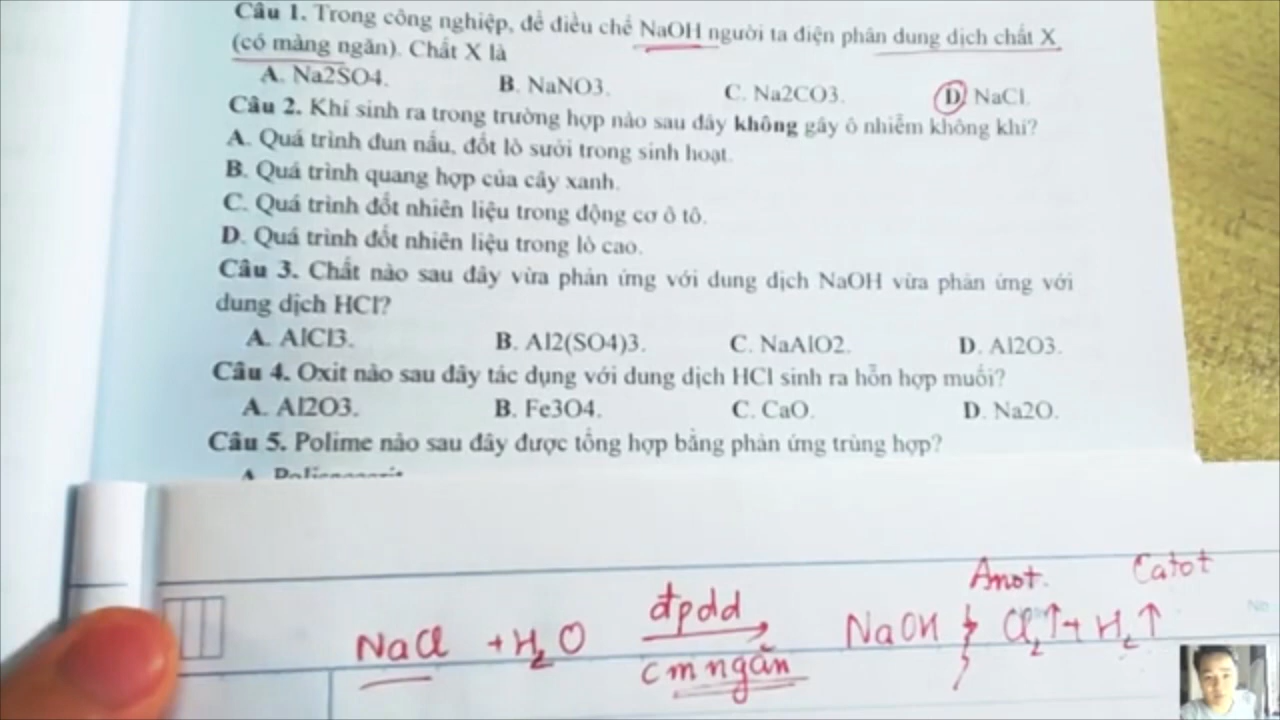 Câu 1. Trong công nghiệp, để điều chế NaOH người ta điện phân dung dịch chất X
(có màng ngăn). Chất X là
A. Na2SO4. B. NaNO3. C. Na2CO3. D. NaCl.
Câu 2. Khí sinh ra trong trường hợp nào sau đây không gây ô nhiễm không khí?
A. Quá trình đun nấu, đốt lò sưởi trong sinh hoạt.
B. Quá trình quang hợp của cây xanh.
C. Quá trình đốt nhiên liệu trong động cơ ô tô.
D. Quá trình đốt nhiên liệu trong lò cao.
Câu 3. Chất nào sau đây vừa phản ứng với dung dịch NaOH vừa phản ứng với
dung dịch HCl?
A. AlCl3. B. Al2(SO4)3. C. NaAlO2. D. Al2O3.
Câu 4. Oxit nào sau đây tác dụng với dung dịch HCl sinh ra hỗn hợp muối?
A. Al2O3. B. Fe3O4. C. CaO. D. Na2O.
Câu 5. Polime nào sau đây được tổng hợp bằng phản ứng trùng hợp?
Anot. Catot
đpdd
NaCl + H₂O NaOH + Cl₂↑ + H₂↑
c m ngăn
No